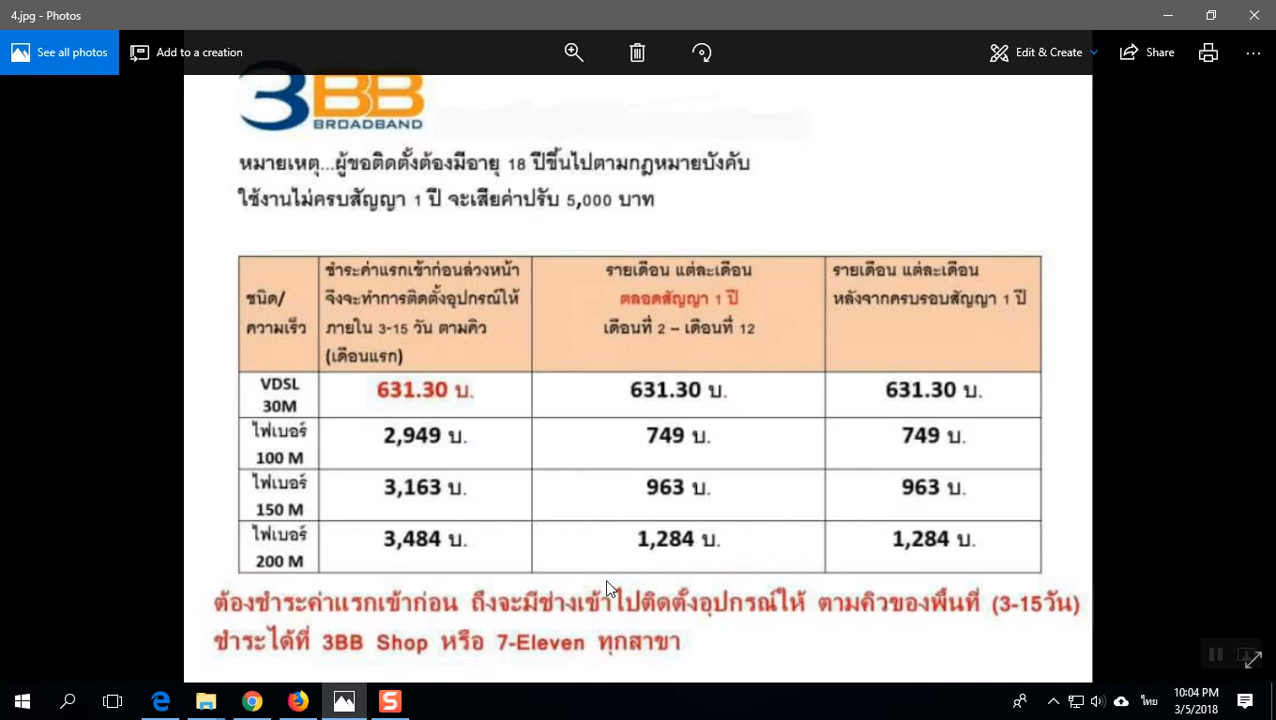 4.jpg - Photos
See all photos
Add to a creation
Edit & Create
Share
3BB
BROADBAND
หมายเหตุ...ผู้ขอติดตั้งต้องมีอายุ 18 ปีขึ้นไปตามกฎหมายบังคับ
ใช้งานไม่ครบสัญญา 1 ปี จะเสียค่าปรับ 5,000 บาท
ชนิด/
ความเร็ว
ชำระค่าแรกเข้าก่อนล่วงหน้า
จึงจะทำการติดตั้งอุปกรณ์ให้
ภายใน 3-15 วัน ตามคิว
(เดือนแรก)
รายเดือน แต่ละเดือน
ตลอดสัญญา 1 ปี
เดือนที่ 2 – เดือนที่ 12
รายเดือน แต่ละเดือน
หลังจากครบรอบสัญญา 1 ปี
VDSL
30M
631.30 บ.
631.30 บ.
631.30 บ.
ไฟเบอร์
100 M
2,949 บ.
749 บ.
749 บ.
ไฟเบอร์
150 M
3,163 บ.
963 บ.
963 บ.
ไฟเบอร์
200 M
3,484 บ.
1,284 บ.
1,284 บ.
ต้องชำระค่าแรกเข้าก่อน ถึงจะมีช่างเข้าไปติดตั้งอุปกรณ์ให้ ตามคิวของพื้นที่ (3-15วัน)
ชำระได้ที่ 3BB Shop หรือ 7-Eleven ทุกสาขา
ไทย
10:04 PM
3/5/2018